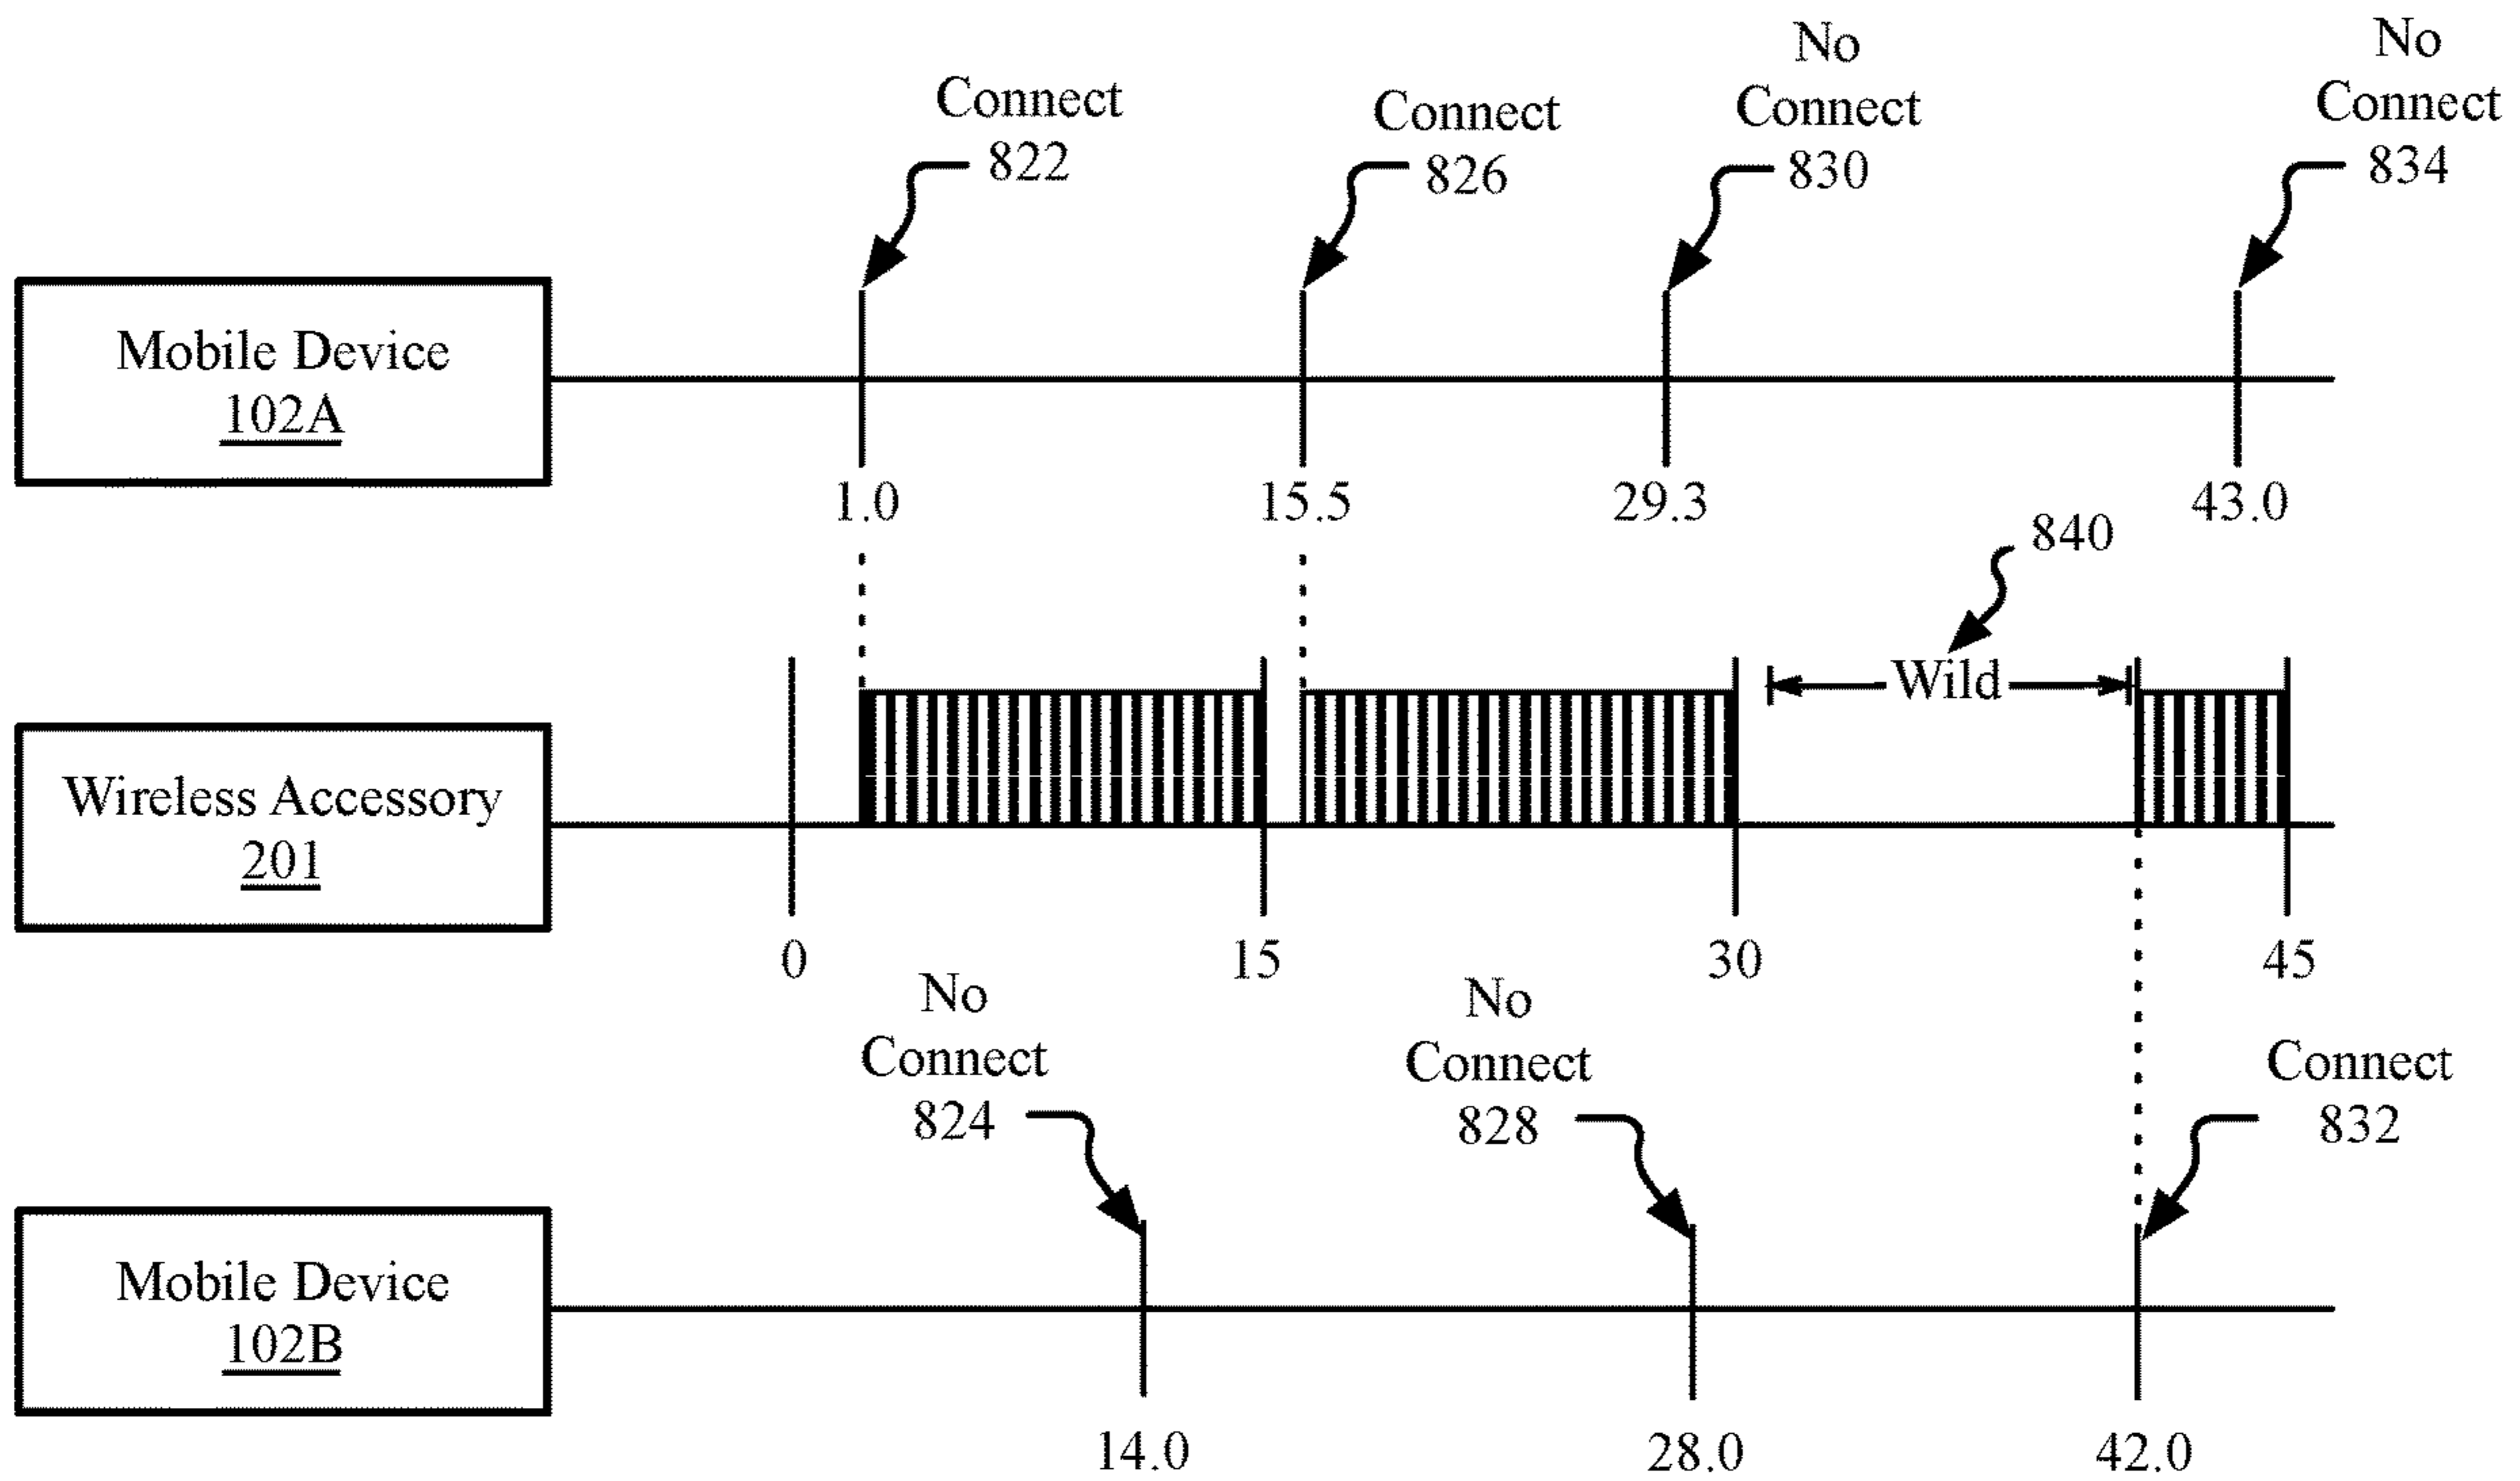 No
Connect
834
No
Connect
830
Connect
822
Connect
826
Mobile Device
102A
1.0
15.5
29.3
43.0
840
Wild
Wireless Accessory
201
0
15
30
45
No
Connect
824
No
Connect
828
Connect
832
Mobile Device
102B
14.0
28.0
42.0